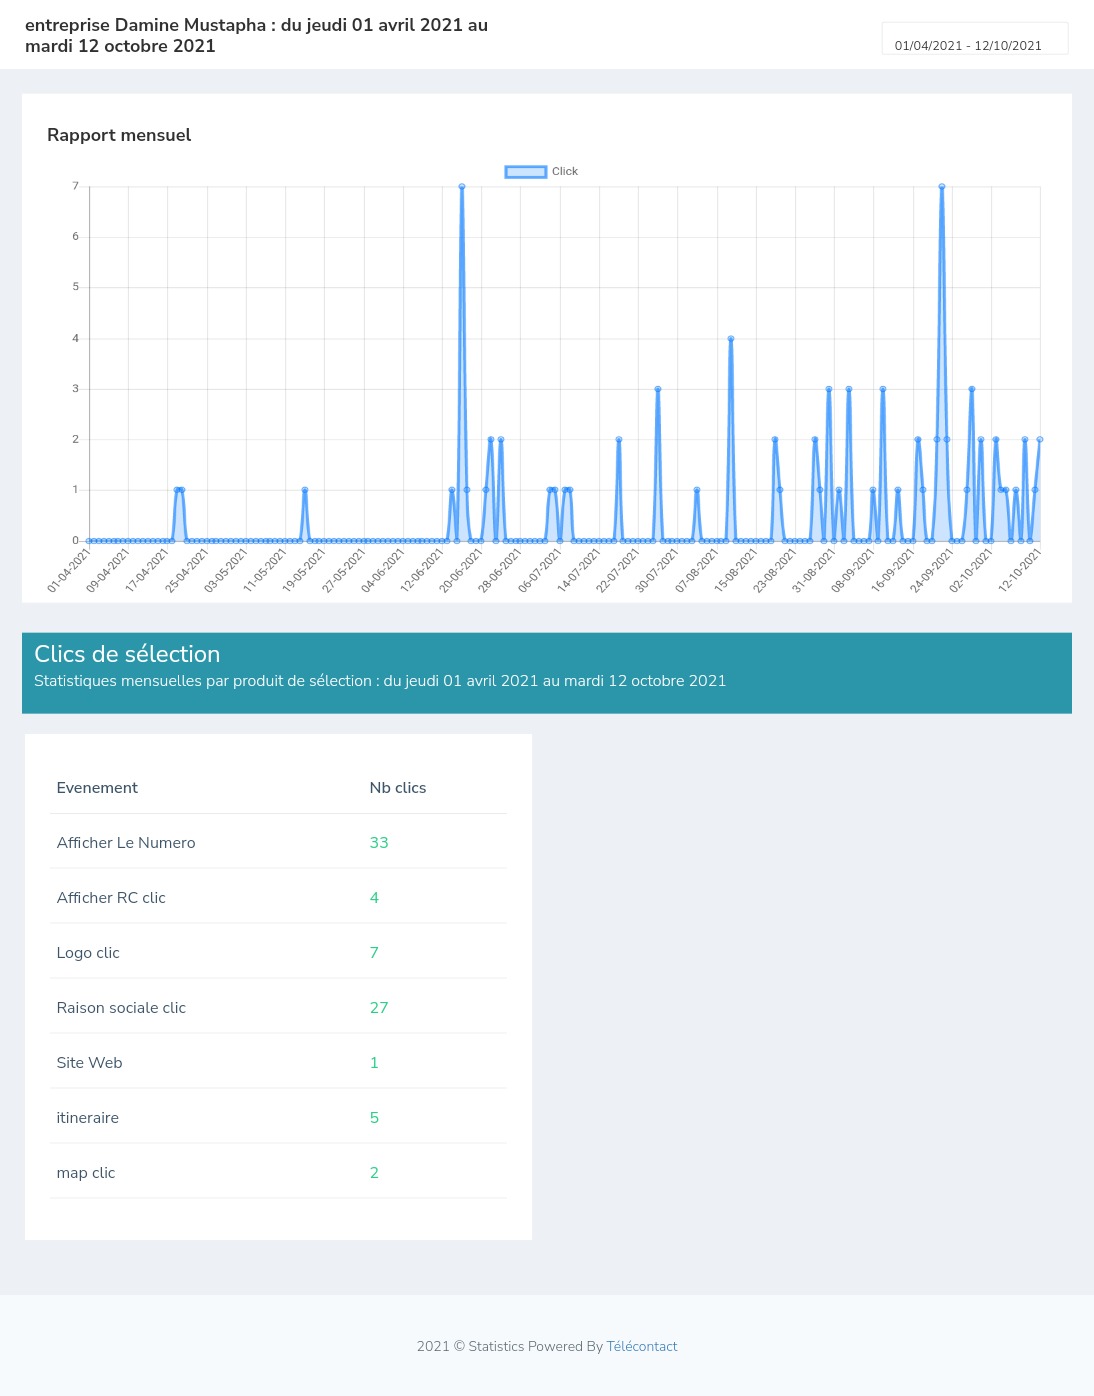 entreprise Damine Mustapha : du jeudi 01 avril 2021 au
mardi 12 octobre 2021
01/04/2021 - 12/10/2021
Rapport mensuel
Click
7
6
5
4
3
2
1
0
01-04-2021
09-04-2021
17-04-2021
25-04-2021
03-05-2021
11-05-2021
19-05-2021
27-05-2021
04-06-2021
12-06-2021
20-06-2021
28-06-2021
06-07-2021
14-07-2021
22-07-2021
30-07-2021
07-08-2021
15-08-2021
23-08-2021
31-08-2021
08-09-2021
16-09-2021
24-09-2021
02-10-2021
12-10-2021
Clics de sélection
Statistiques mensuelles par produit de sélection : du jeudi 01 avril 2021 au mardi 12 octobre 2021
Evenement Nb clics
Afficher Le Numero 33
Afficher RC clic 4
Logo clic 7
Raison sociale clic 27
Site Web 1
itineraire 5
map clic 2
2021 © Statistics Powered By Télécontact